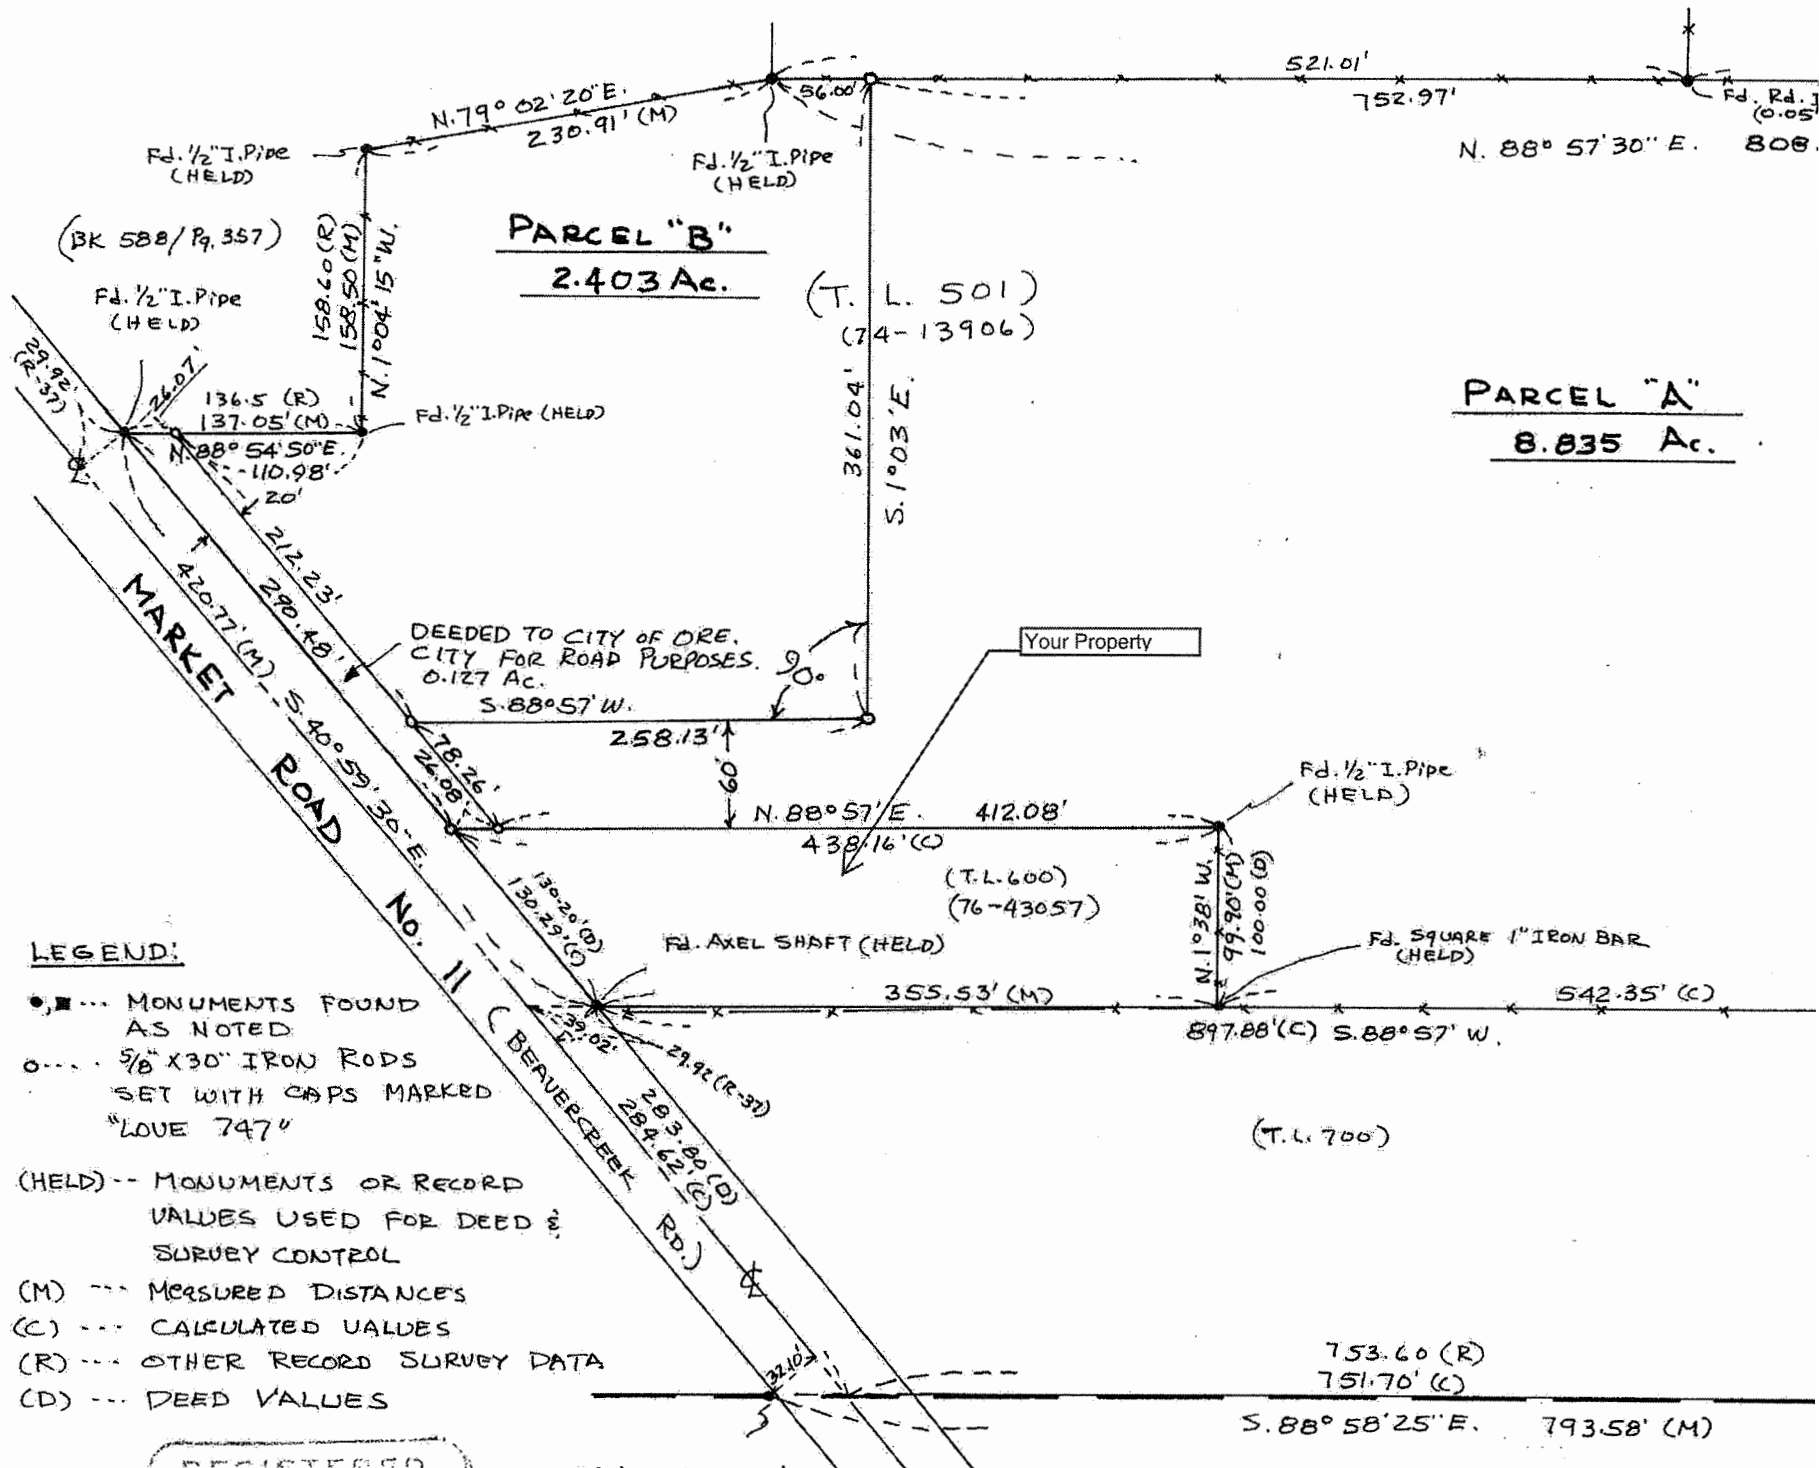 521.01'
56.00'
752.97'
Fd. Rd. I
(0.05'
N. 88° 57'30" E. 808.
N.79° 02'20"E.
230.91' (M)
Fd. 1/2" I.Pipe
(HELD)
Fd. 1/2" I.Pipe
(HELD)
(BK 588/Pg. 357)
158.60 (R)
158.50 (M)
N. 1°04'15" W.
PARCEL "B"
2.403 Ac.
(T. L. 501)
(74-13906)
Fd. 1/2" I.Pipe
(HELD)
29.92'
(R-37)
26.07'
136.5 (R)
137.05' (M)
N. 88° 54' 50" E.
110.98'
20'
Fd. 1/2" I.Pipe (HELD)
361.04'
S. 1°03' E.
PARCEL "A"
8.835 Ac.
212.23'
290.48'
420.77' (M)
S. 40° 59' 30" E.
DEEDED TO CITY OF ORE.
CITY FOR ROAD PURPOSES.
0.127 Ac.
90°
S. 88°57' W.
258.13'
Your Property
78.26'
26.08'
60'
N. 88°57' E. 412.08'
438.16' (C)
Fd. 1/2" I.Pipe
(HELD)
(T.L. 600)
(76-43057)
N. 1°38' W.
99.90' (M)
100.00 (D)
130.20' (D)
130.29' (C)
Fd. AXEL SHAFT (HELD)
Fd. SQUARE 1" IRON BAR
(HELD)
355.53' (M)
542.35' (C)
897.88' (C) S. 88°57' W.
39.02'
29.92 (R-37)
MARKET ROAD NO. 11 (BEAVERCREEK RD.)
283.80 (D)
284.62' (C)
(T.L. 700)
LEGEND:
●,■ --- MONUMENTS FOUND
AS NOTED
o --- 5/8" X 30" IRON RODS
SET WITH CAPS MARKED
"LOVE 747"
(HELD) -- MONUMENTS OR RECORD
VALUES USED FOR DEED &
SURVEY CONTROL
(M) --- MEASURED DISTANCES
(C) --- CALCULATED VALUES
(R) --- OTHER RECORD SURVEY DATA
(D) --- DEED VALUES
32.10'
753.60 (R)
751.70' (C)
S. 88° 58' 25" E. 793.58' (M)
REGISTERED